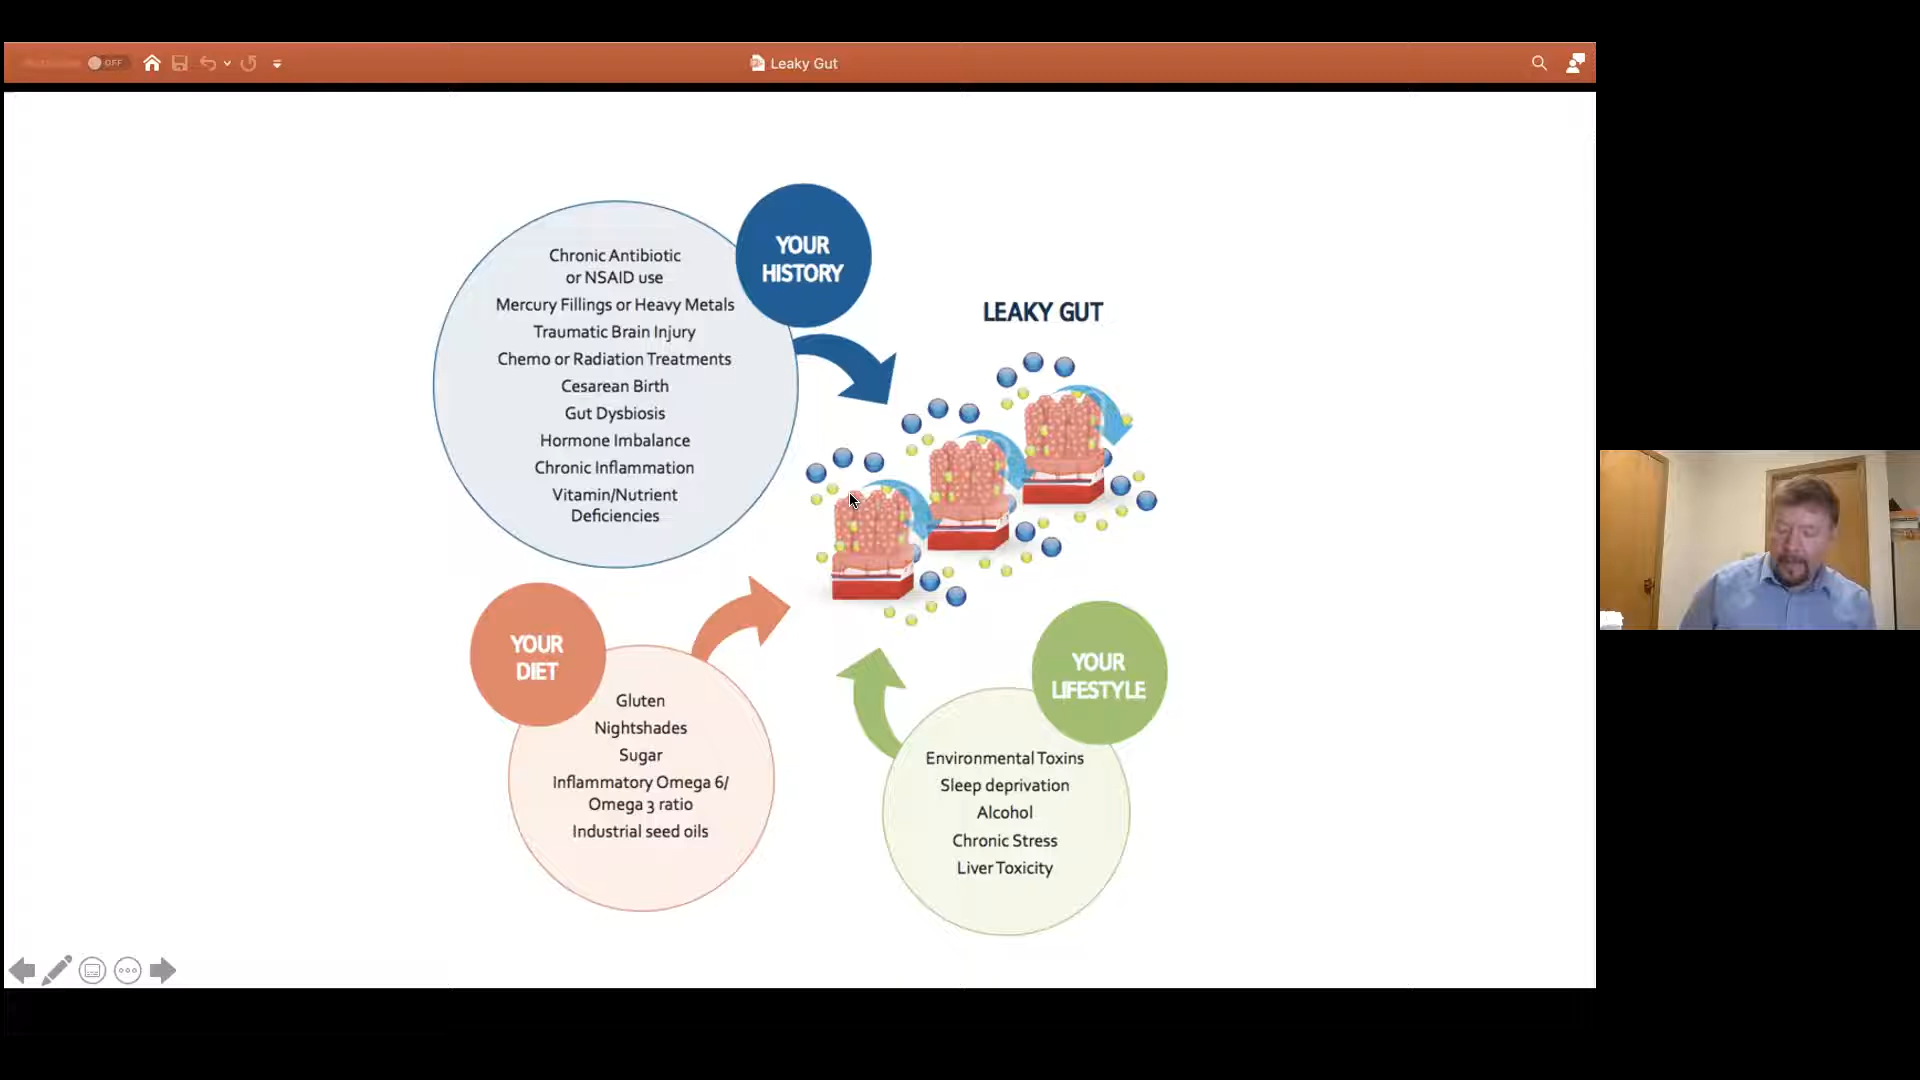 OFF
Leaky Gut
YOUR
HISTORY
Chronic Antibiotic
or NSAID use
Mercury Fillings or Heavy Metals
Traumatic Brain Injury
Chemo or Radiation Treatments
Cesarean Birth
Gut Dysbiosis
Hormone Imbalance
Chronic Inflammation
Vitamin/Nutrient
Deficiencies
LEAKY GUT
YOUR
DIET
Gluten
Nightshades
Sugar
Inflammatory Omega 6/
Omega 3 ratio
Industrial seed oils
YOUR
LIFESTYLE
Environmental Toxins
Sleep deprivation
Alcohol
Chronic Stress
Liver Toxicity